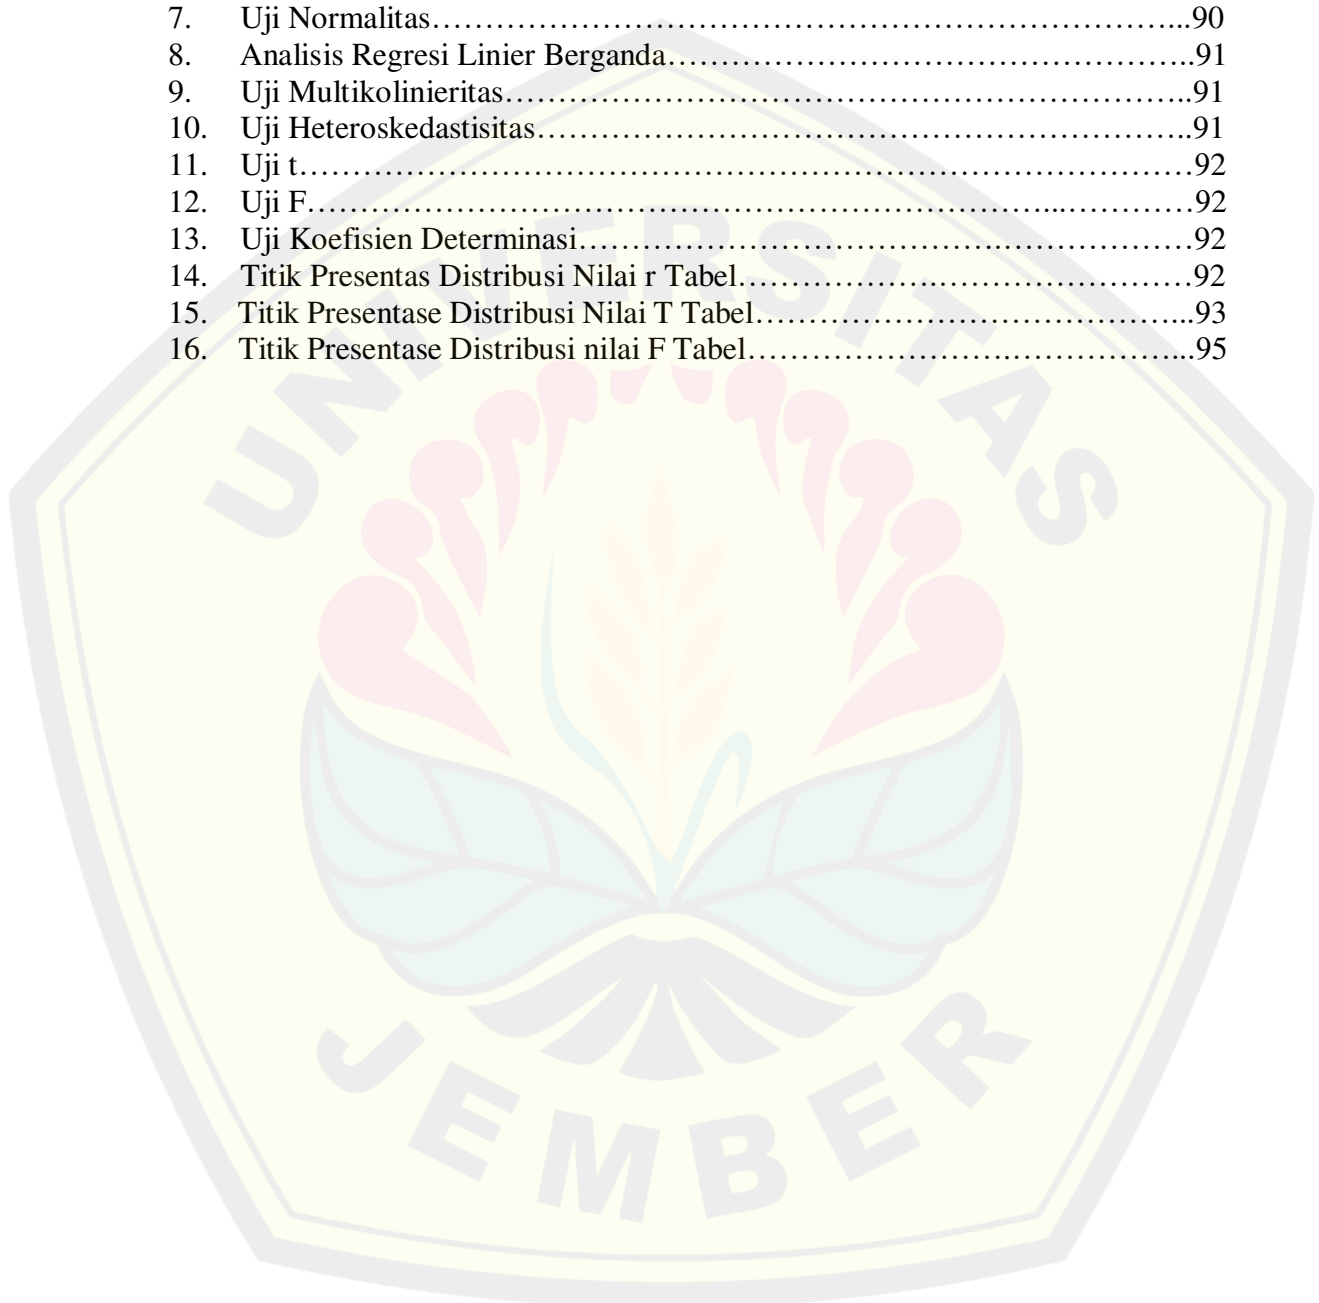 7. Uji Normalitas…………………………………………………………………...90
8. Analisis Regresi Linier Berganda……………………………………………..91
9. Uji Multikolinieritas…………………………………………………………..91
10. Uji Heteroskedastisitas………………………………………………………..91
11. Uji t……………………………………………………………………………92
12. Uji F…………………………………………………………...………………92
13. Uji Koefisien Determinasi………………………………….…………………92
14. Titik Presentas Distribusi Nilai r Tabel……………….………………………92
15. Titik Presentase Distribusi Nilai T Tabel……………………………………...93
16. Titik Presentase Distribusi nilai F Tabel…………………….………………...95
UNIVERSITAS
JEMBER